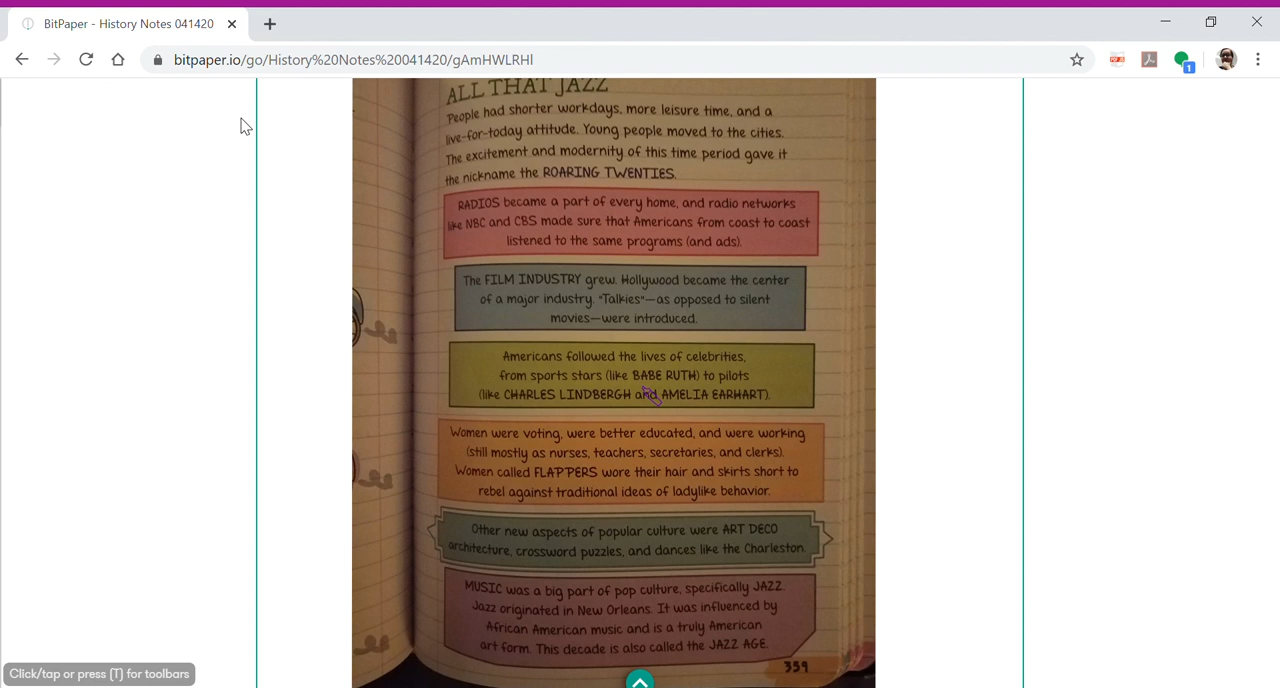 BitPaper - History Notes 041420
bitpaper.io/go/History%20Notes%20041420/gAmHWLRHl
1
ALL THAT JAZZ
People had shorter workdays, more leisure time, and a
live-for-today attitude. Young people moved to the cities.
The excitement and modernity of this time period gave it
the nickname the ROARING TWENTIES.
RADIOS became a part of every home, and radio networks
like NBC and CBS made sure that Americans from coast to coast
listened to the same programs (and ads).
The FILM INDUSTRY grew. Hollywood became the center
of a major industry. "Talkies"—as opposed to silent
movies—were introduced.
Americans followed the lives of celebrities,
from sports stars (like BABE RUTH) to pilots
(like CHARLES LINDBERGH and AMELIA EARHART).
Women were voting, were better educated, and were working
(still mostly as nurses, teachers, secretaries, and clerks).
Women called FLAPPERS wore their hair and skirts short to
rebel against traditional ideas of ladylike behavior.
Other new aspects of popular culture were ART DECO
architecture, crossword puzzles, and dances like the Charleston.
MUSIC was a big part of pop culture, specifically JAZZ.
Jazz originated in New Orleans. It was influenced by
African American music and is a truly American
art form. This decade is also called the JAZZ AGE.
359
Click/tap or press (T) for toolbars